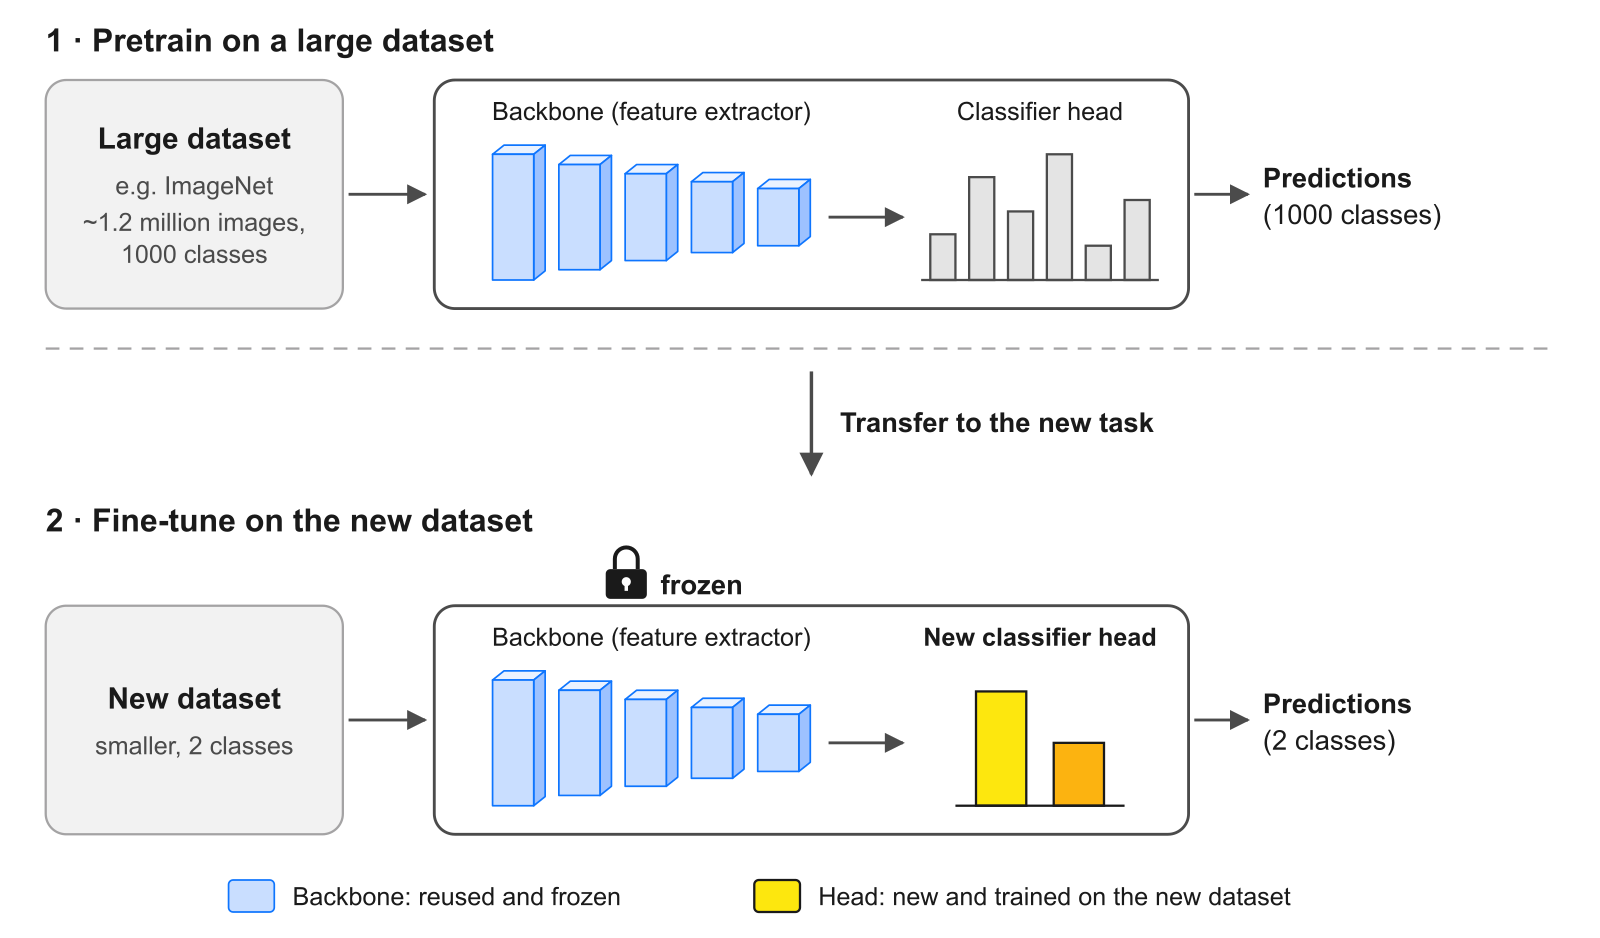 1 · Pretrain on a large dataset
Large dataset
e.g. ImageNet
~1.2 million images,
1000 classes
Backbone (feature extractor)
Classifier head
Predictions
(1000 classes)
Transfer to the new task
2 · Fine-tune on the new dataset
frozen
New dataset
smaller, 2 classes
Backbone (feature extractor)
New classifier head
Predictions
(2 classes)
Backbone: reused and frozen
Head: new and trained on the new dataset